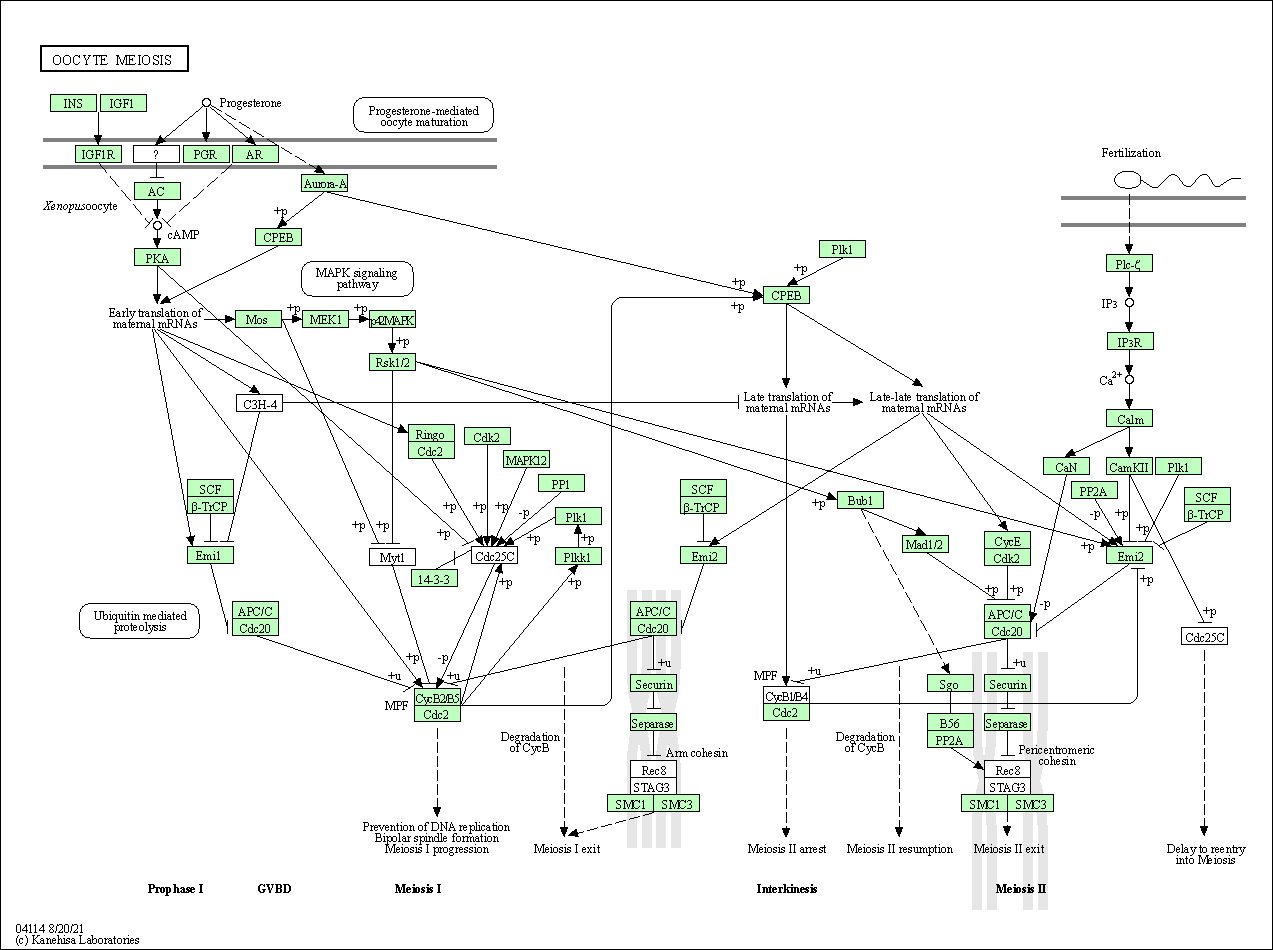 OOCYTE MEIOSIS
INS
IGF1
Progesterone
Progesterone-mediated
oocyte maturation
IGF1R
?
PGR
AR
Fertilization
AC
Aurora-A
Xenopus oocyte
cAMP
+p
CPEB
PKA
MAPK signaling
pathway
Plk1
+p
Plc-ζ
+p
CPEB
+p
IP3
Early translation of
maternal mRNAs
Mos
+p
MEK1
+p
p42MAPK
+p
Rsk1/2
IP3R
Ca2+
C3H-4
Late translation of
maternal mRNAs
Late-late translation of
maternal mRNAs
Calm
Ringo
Cdc2
Cdk2
MAPK12
PP1
Plk1
Plkk1
CaN
CamKII
Plk1
PP2A
SCF
β-TrCP
SCF
β-TrCP
SCF
β-TrCP
+p
Bub1
+p
+p
+p
-p
+p
+p
+p
+p
+p
-p
+p
+p
+p
Emi1
Myt1
Cdc25C
14-3-3
+p
+p
Emi2
Mad1/2
CycE
Cdk2
Emi2
+p
+p
+p
-p
+p
Ubiquitin mediated
proteolysis
APC/C
Cdc20
APC/C
Cdc20
APC/C
Cdc20
Cdc25C
+p
-p
+u
+u
+u
+u
+u
MPF
CycB2/B5
Cdc2
Securin
MPF
CycB1/B4
Cdc2
Sgo
Securin
Degradation
of CycB
Separase
Degradation
of CycB
B56
PP2A
Separase
Arm cohesin
Pericentromeric
cohesin
Rec8
STAG3
SMC1
SMC3
Rec8
STAG3
SMC1
SMC3
Prevention of DNA replication
Bipolar spindle formation
Meiosis I progression
Meiosis I exit
Meiosis II arrest
Meiosis II resumption
Meiosis II exit
Delay to reentry
into Meiosis
Prophase I
GVBD
Meiosis I
Interkinesis
Meiosis II
04114 8/20/21
(c) Kanehisa Laboratories